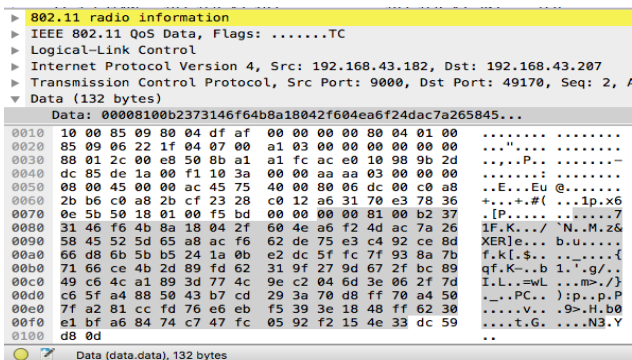 802.11 radio information
IEEE 802.11 QoS Data, Flags: .......TC
Logical-Link Control
Internet Protocol Version 4, Src: 192.168.43.182, Dst: 192.168.43.207
Transmission Control Protocol, Src Port: 9000, Dst Port: 49170, Seq: 2, A
Data (132 bytes)
Data: 00008100b2373146f64b8a18042f604ea6f24dac7a265845...
0010 10 00 85 09 80 04 df af 00 00 00 00 80 04 01 00 ........ ........
0020 85 09 06 22 1f 04 07 00 a1 03 00 00 00 00 00 00 ...".... ........
0030 88 01 2c 00 e8 50 8b a1 a1 fc ac e0 10 98 9b 2d ..,..P.. .......-
0040 dc 85 de 1a 00 f1 10 3a 00 00 aa aa 03 00 00 00 .......: ........
0050 08 00 45 00 00 ac 45 75 40 00 80 06 dc 00 c0 a8 ..E...Eu @.......
0060 2b b6 c0 a8 2b cf 23 28 c0 12 a6 31 70 e3 78 36 +...+.#( ...1p.x6
0070 0e 5b 50 18 01 00 f5 bd 00 00 00 00 81 00 b2 37 .[P..... .......7
0080 31 46 f6 4b 8a 18 04 2f 60 4e a6 f2 4d ac 7a 26 1F.K.../ `N..M.z&
0090 58 45 52 5d 65 a8 ac f6 62 de 75 e3 c4 92 ce 8d XER]e... b.u.....
00a0 66 d8 6b 5b b5 24 1a 0b e2 dc 5f fc 7f 93 8a 7b f.k[.$.. .._....{
00b0 71 66 ce 4b 2d 89 fd 62 31 9f 27 9d 67 2f bc 89 qf.K-..b 1.'.g/..
00c0 49 c6 4c a1 89 3d 77 4c 9e c2 04 6d 3e 06 2f 7d I.L..=wL ...m>./}
00d0 c6 5f a4 88 50 43 b7 cd 29 3a 70 d8 ff 70 a4 50 ._..PC.. ):p..p.P
00e0 7f a2 81 cc fd 76 e6 eb f5 39 3e 18 48 ff 62 30 .....v.. .9>.H.b0
00f0 e1 bf a6 84 74 c7 47 fc 05 92 f2 15 4e 33 dc 59 ....t.G. ....N3.Y
0100 d8 0d ..
Data (data.data), 132 bytes